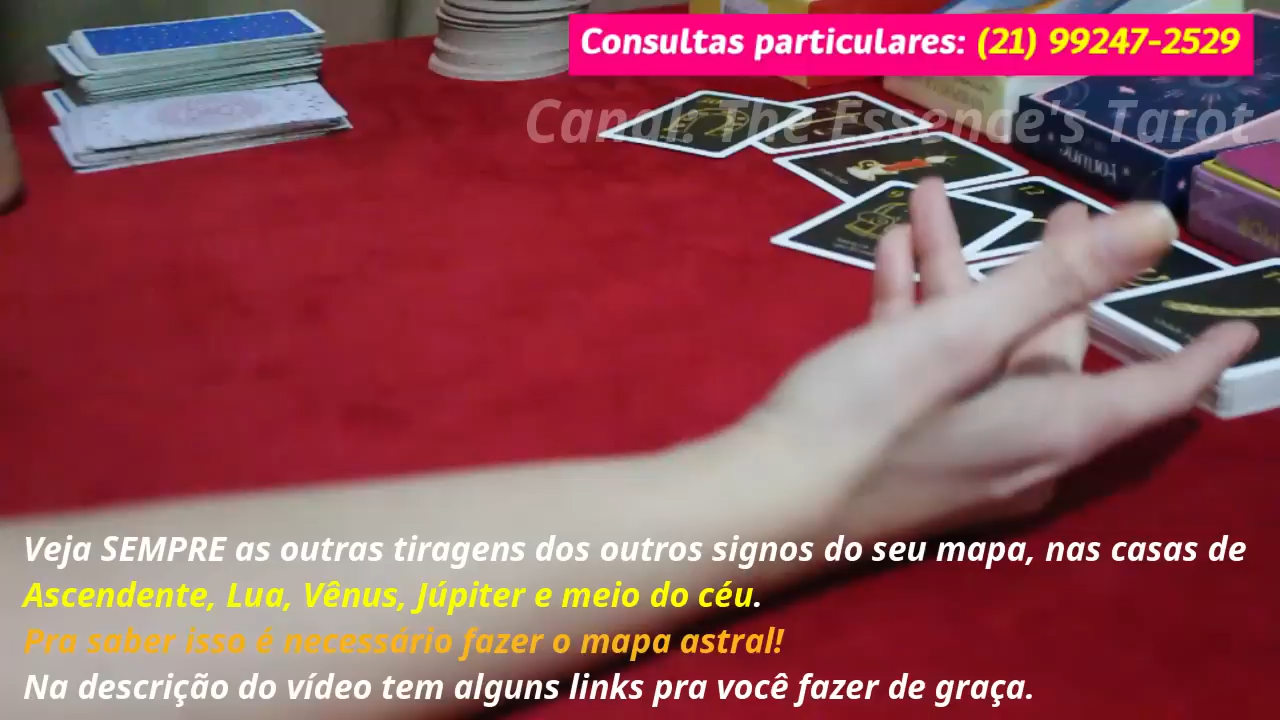 Consultas particulares: (21) 99247-2529
Canal: The Essence's Tarot
12
9
Veja SEMPRE as outras tiragens dos outros signos do seu mapa, nas casas de
Ascendente, Lua, Vênus, Júpiter e meio do céu.
Pra saber isso é necessário fazer o mapa astral!
Na descrição do vídeo tem alguns links pra você fazer de graça.